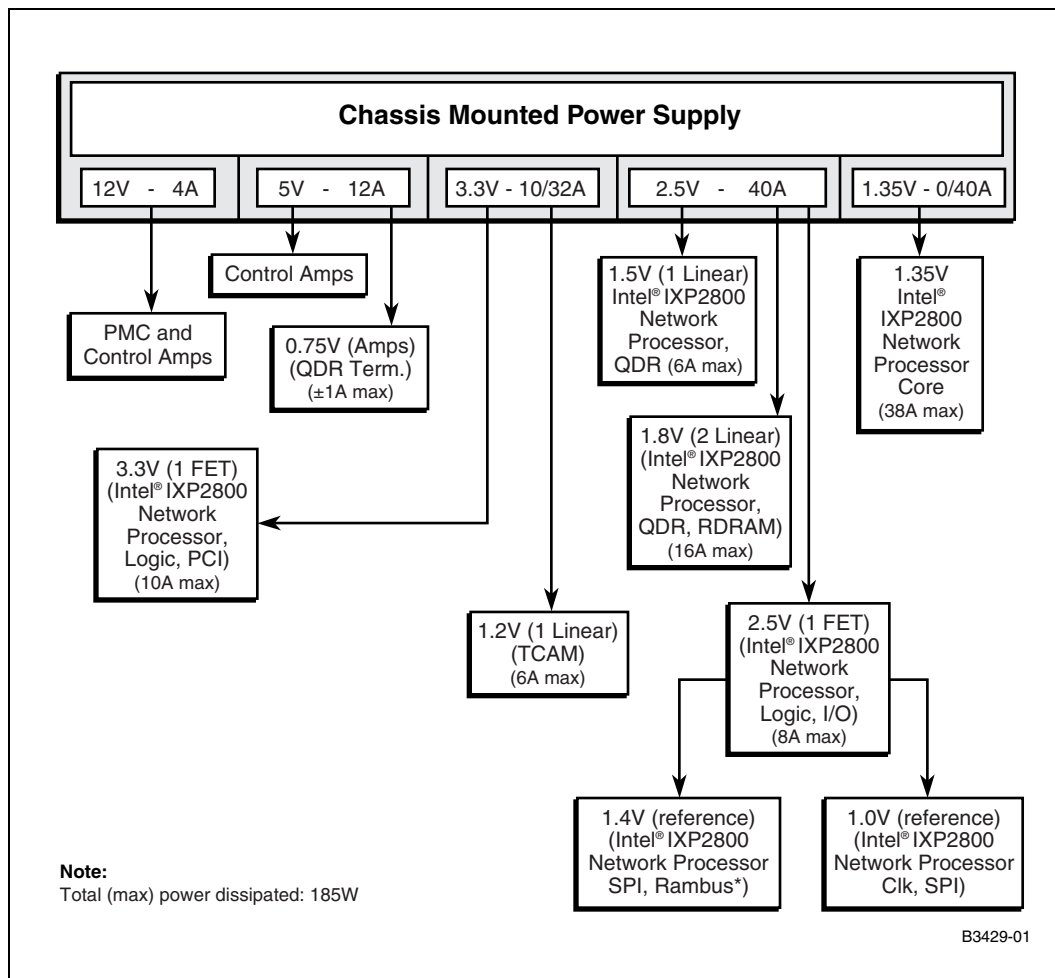 Chassis Mounted Power Supply
12V - 4A
5V - 12A
3.3V - 10/32A
2.5V - 40A
1.35V - 0/40A
Control Amps
PMC and
Control Amps
0.75V (Amps)
(QDR Term.)
(±1A max)
1.5V (1 Linear)
Intel® IXP2800
Network
Processor,
QDR (6A max)
1.35V
Intel®
IXP2800
Network
Processor
Core
(38A max)
1.8V (2 Linear)
(Intel® IXP2800
Network
Processor,
QDR, RDRAM)
(16A max)
3.3V (1 FET)
(Intel® IXP2800
Network
Processor,
Logic, PCI)
(10A max)
1.2V (1 Linear)
(TCAM)
(6A max)
2.5V (1 FET)
(Intel® IXP2800
Network
Processor,
Logic, I/O)
(8A max)
1.4V (reference)
(Intel® IXP2800
Network Processor
SPI, Rambus*)
1.0V (reference)
(Intel® IXP2800
Network Processor
Clk, SPI)
Note:
Total (max) power dissipated: 185W
B3429-01